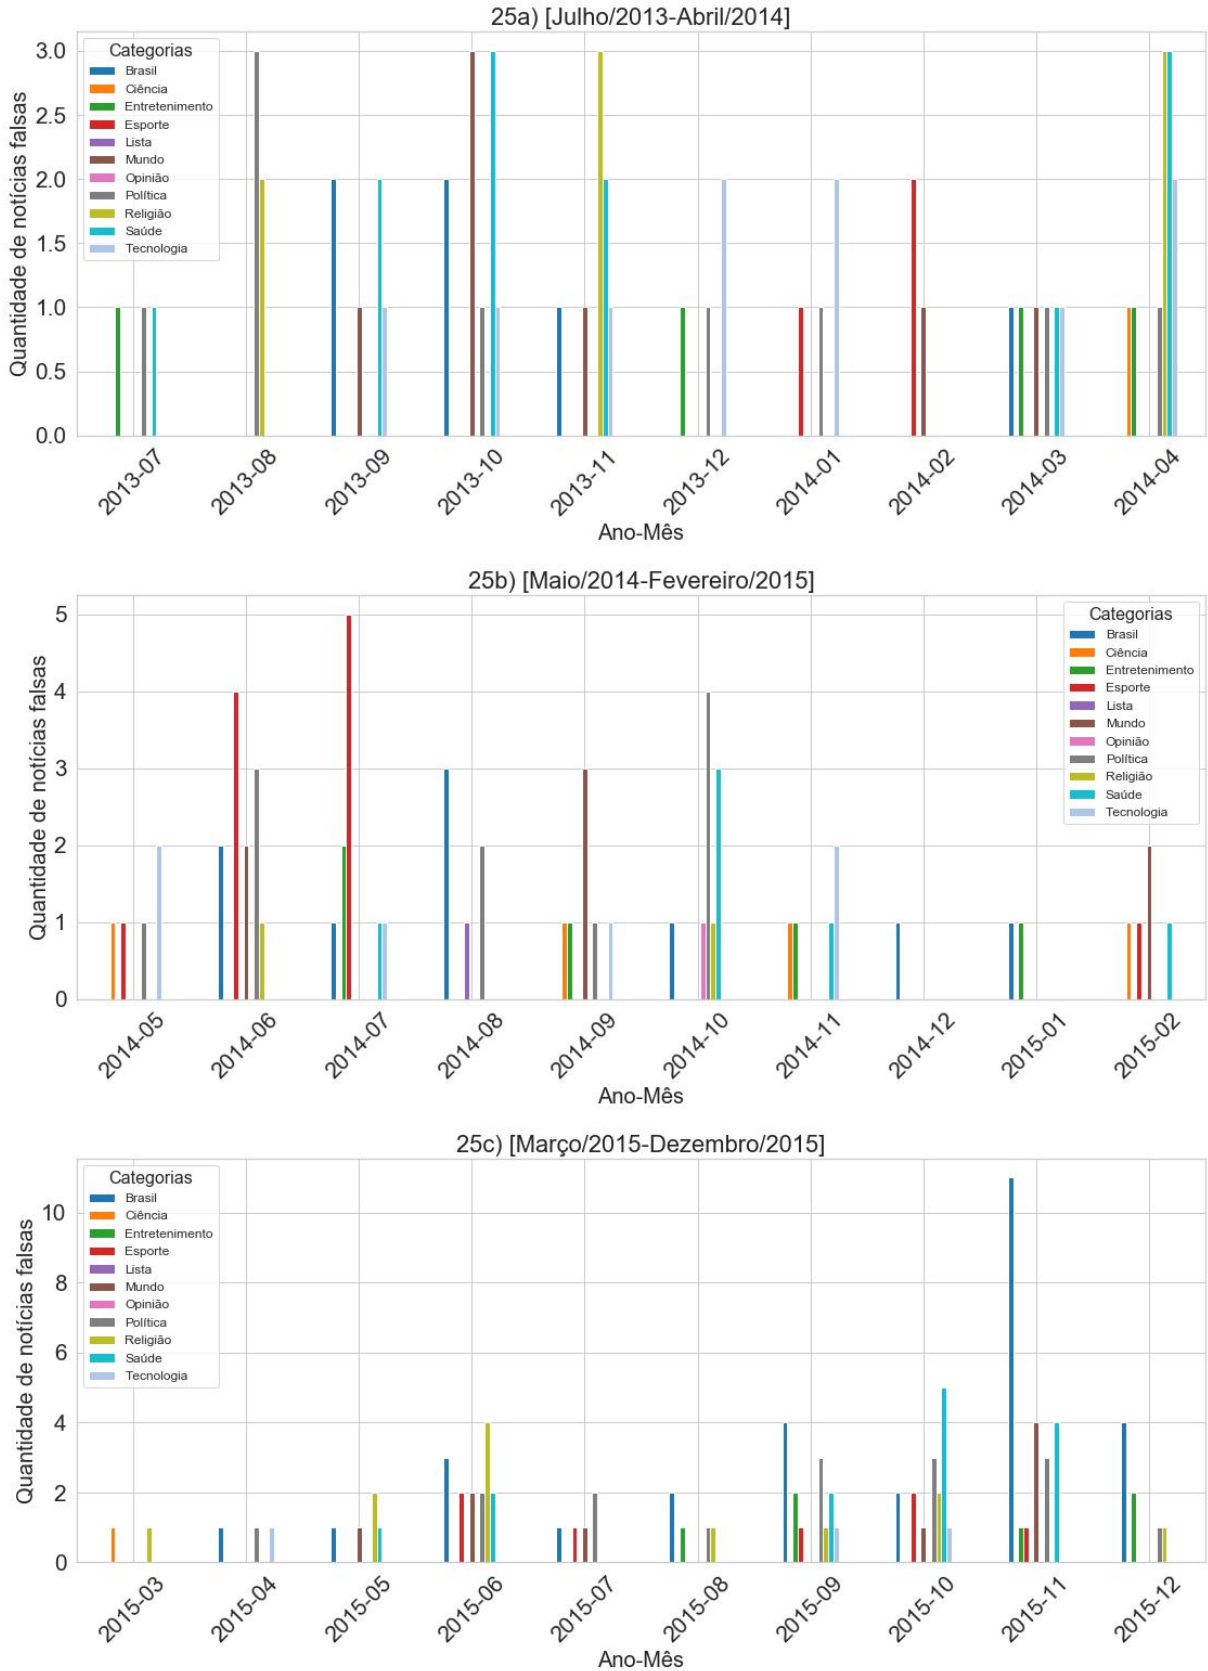 25a) [Julho/2013-Abril/2014]
Quantidade de notícias falsas
3.0
2.5
2.0
1.5
1.0
0.5
0.0
Categorias
Brasil
Ciência
Entretenimento
Esporte
Lista
Mundo
Opinião
Política
Religião
Saúde
Tecnologia
2013-07 2013-08 2013-09 2013-10 2013-11 2013-12 2014-01 2014-02 2014-03 2014-04
Ano-Mês
25b) [Maio/2014-Fevereiro/2015]
Quantidade de notícias falsas
5
4
3
2
1
0
Categorias
Brasil
Ciência
Entretenimento
Esporte
Lista
Mundo
Opinião
Política
Religião
Saúde
Tecnologia
2014-05 2014-06 2014-07 2014-08 2014-09 2014-10 2014-11 2014-12 2015-01 2015-02
Ano-Mês
25c) [Março/2015-Dezembro/2015]
Quantidade de notícias falsas
10
8
6
4
2
0
Categorias
Brasil
Ciência
Entretenimento
Esporte
Lista
Mundo
Opinião
Política
Religião
Saúde
Tecnologia
2015-03 2015-04 2015-05 2015-06 2015-07 2015-08 2015-09 2015-10 2015-11 2015-12
Ano-Mês